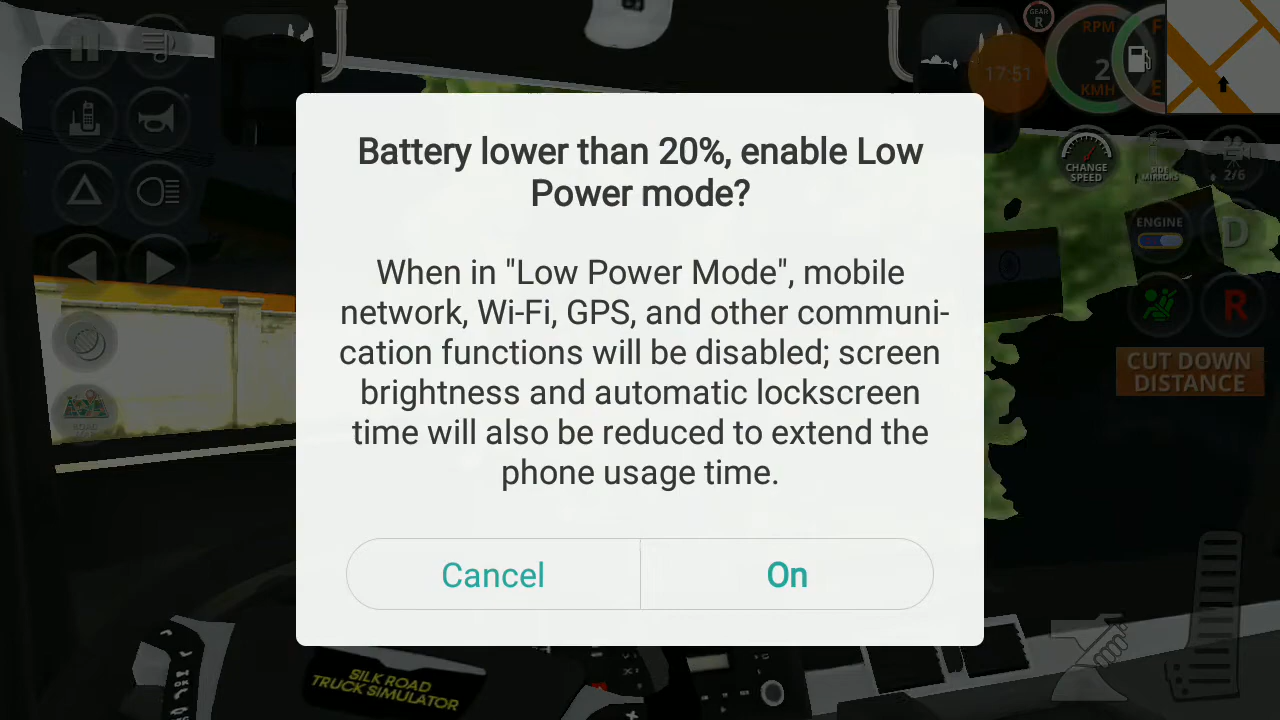 GEAR
R
RPM
2
KMH
F
E
17:51
CHANGE
SPEED
SIDE
MIRRORS
2/6
ENGINE
D
R
CUT DOWN
DISTANCE
ROAD
Battery lower than 20%, enable Low
Power mode?
When in "Low Power Mode", mobile
network, Wi-Fi, GPS, and other communi-
cation functions will be disabled; screen
brightness and automatic lockscreen
time will also be reduced to extend the
phone usage time.
Cancel
On
SILK ROAD
TRUCK SIMULATOR